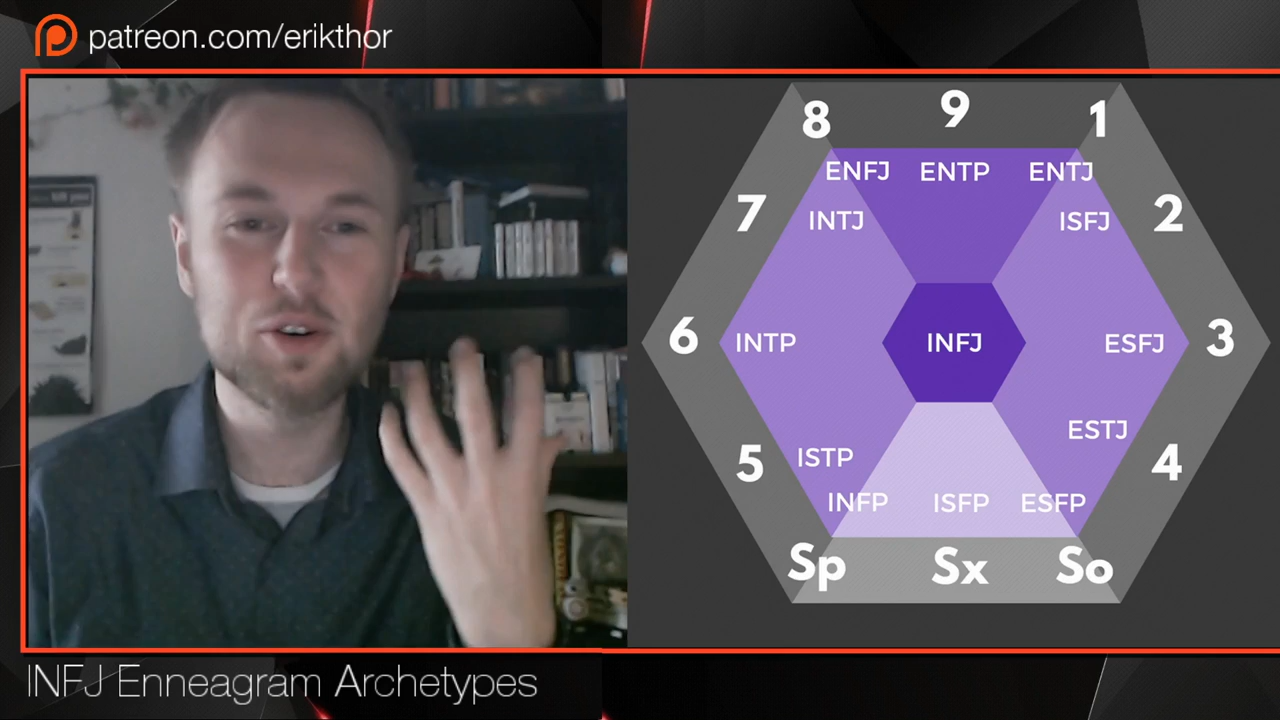 patreon.com/erikthor
8 9 1
ENFJ ENTP ENTJ
7 INTJ ISFJ 2
6 INTP INFJ ESFJ 3
ESTJ
5 ISTP 4
INFP ISFP ESFP
Sp Sx So
INFJ Enneagram Archetypes